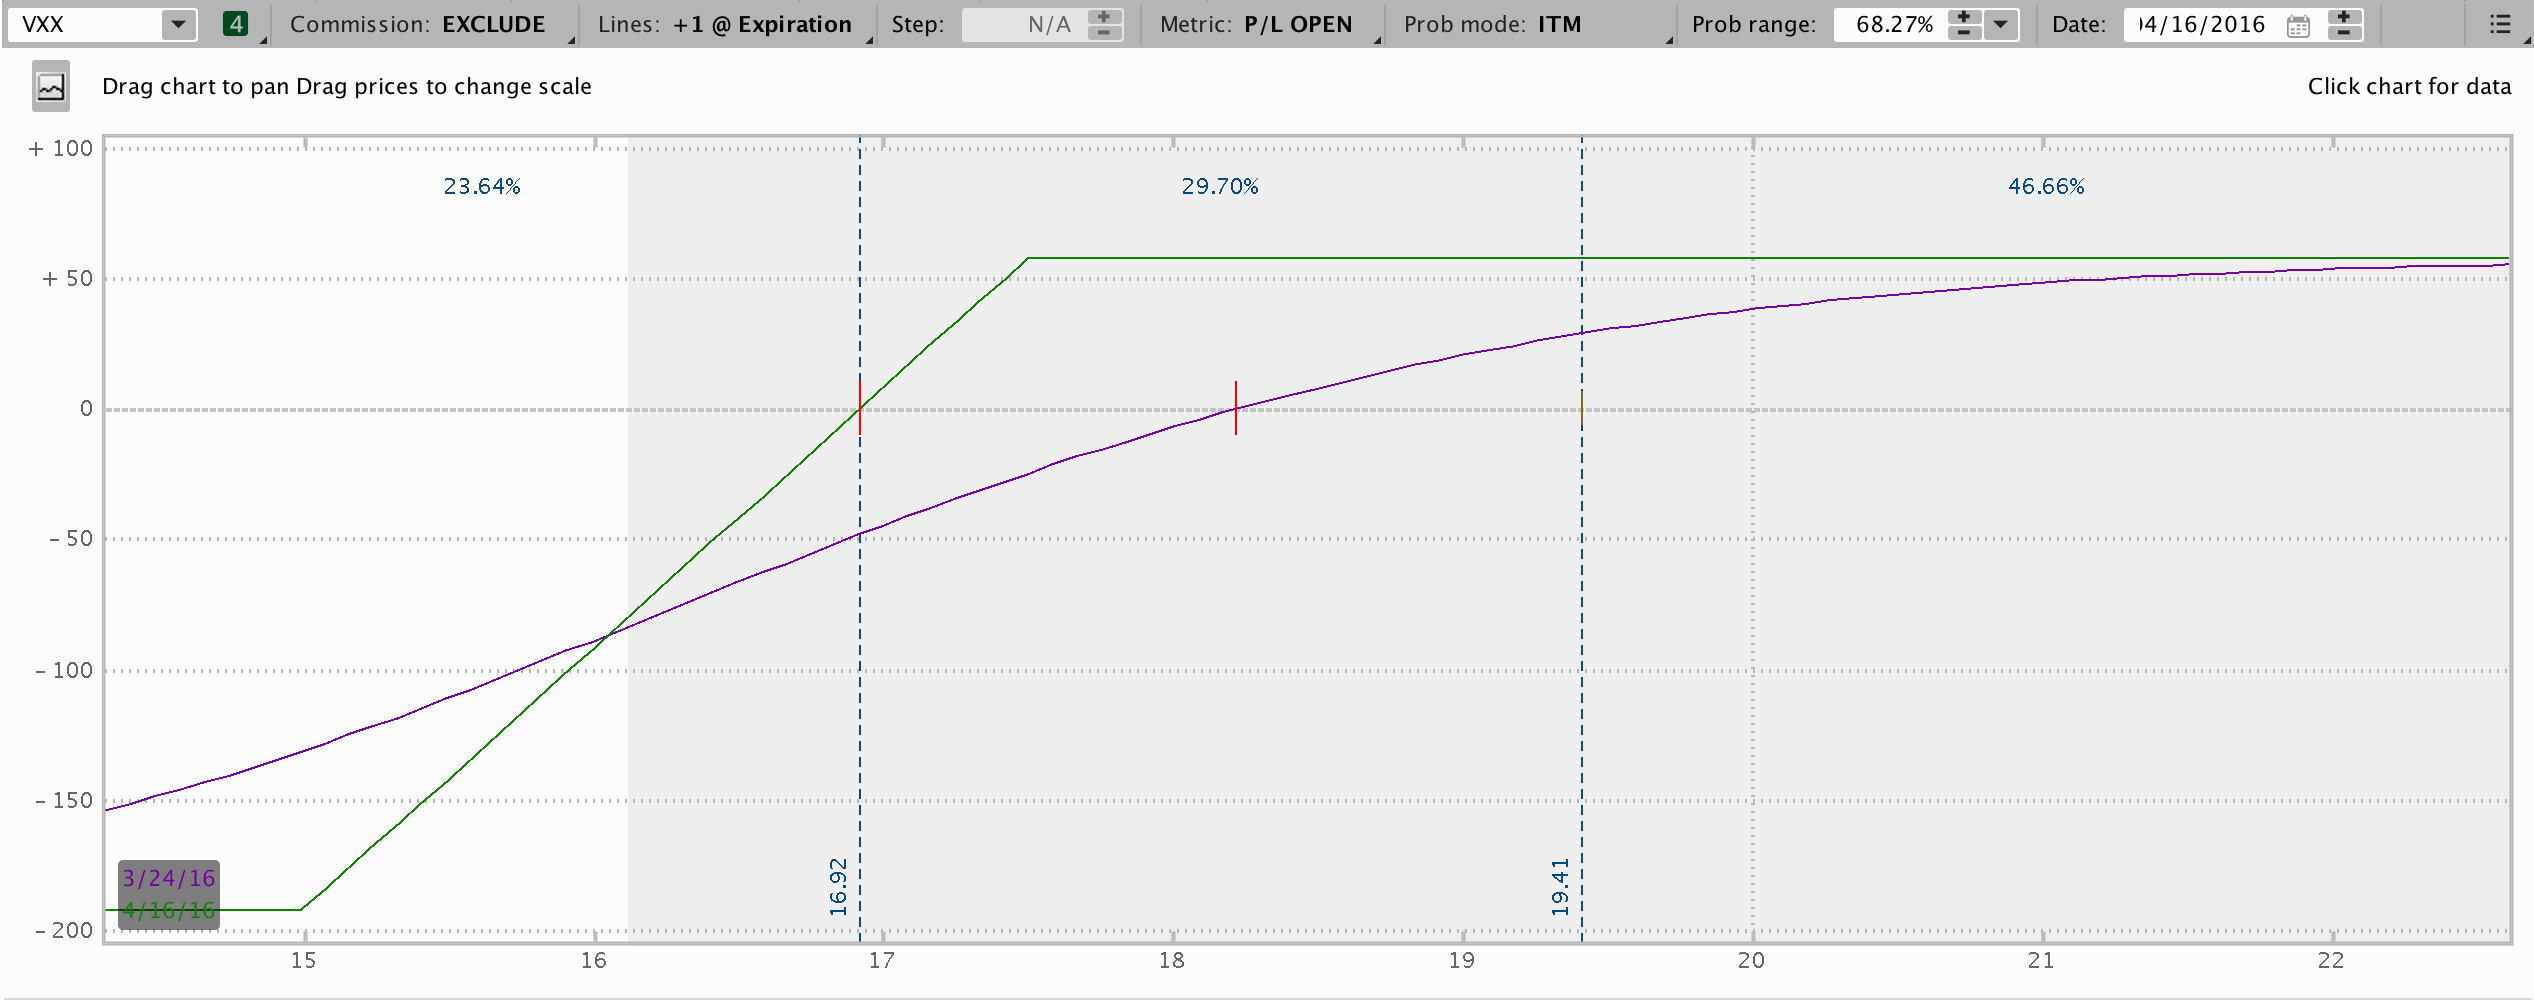 VXX 4 Commission: EXCLUDE Lines: +1 @ Expiration Step: N/A Metric: P/L OPEN Prob mode: ITM Prob range: 68.27% Date: 04/16/2016
Drag chart to pan Drag prices to change scale Click chart for data
+ 100
23.64% 29.70% 46.66%
+ 50
0
- 50
- 100
- 150
16.92 19.41
3/24/16
4/16/16
- 200
15 16 17 18 19 20 21 22